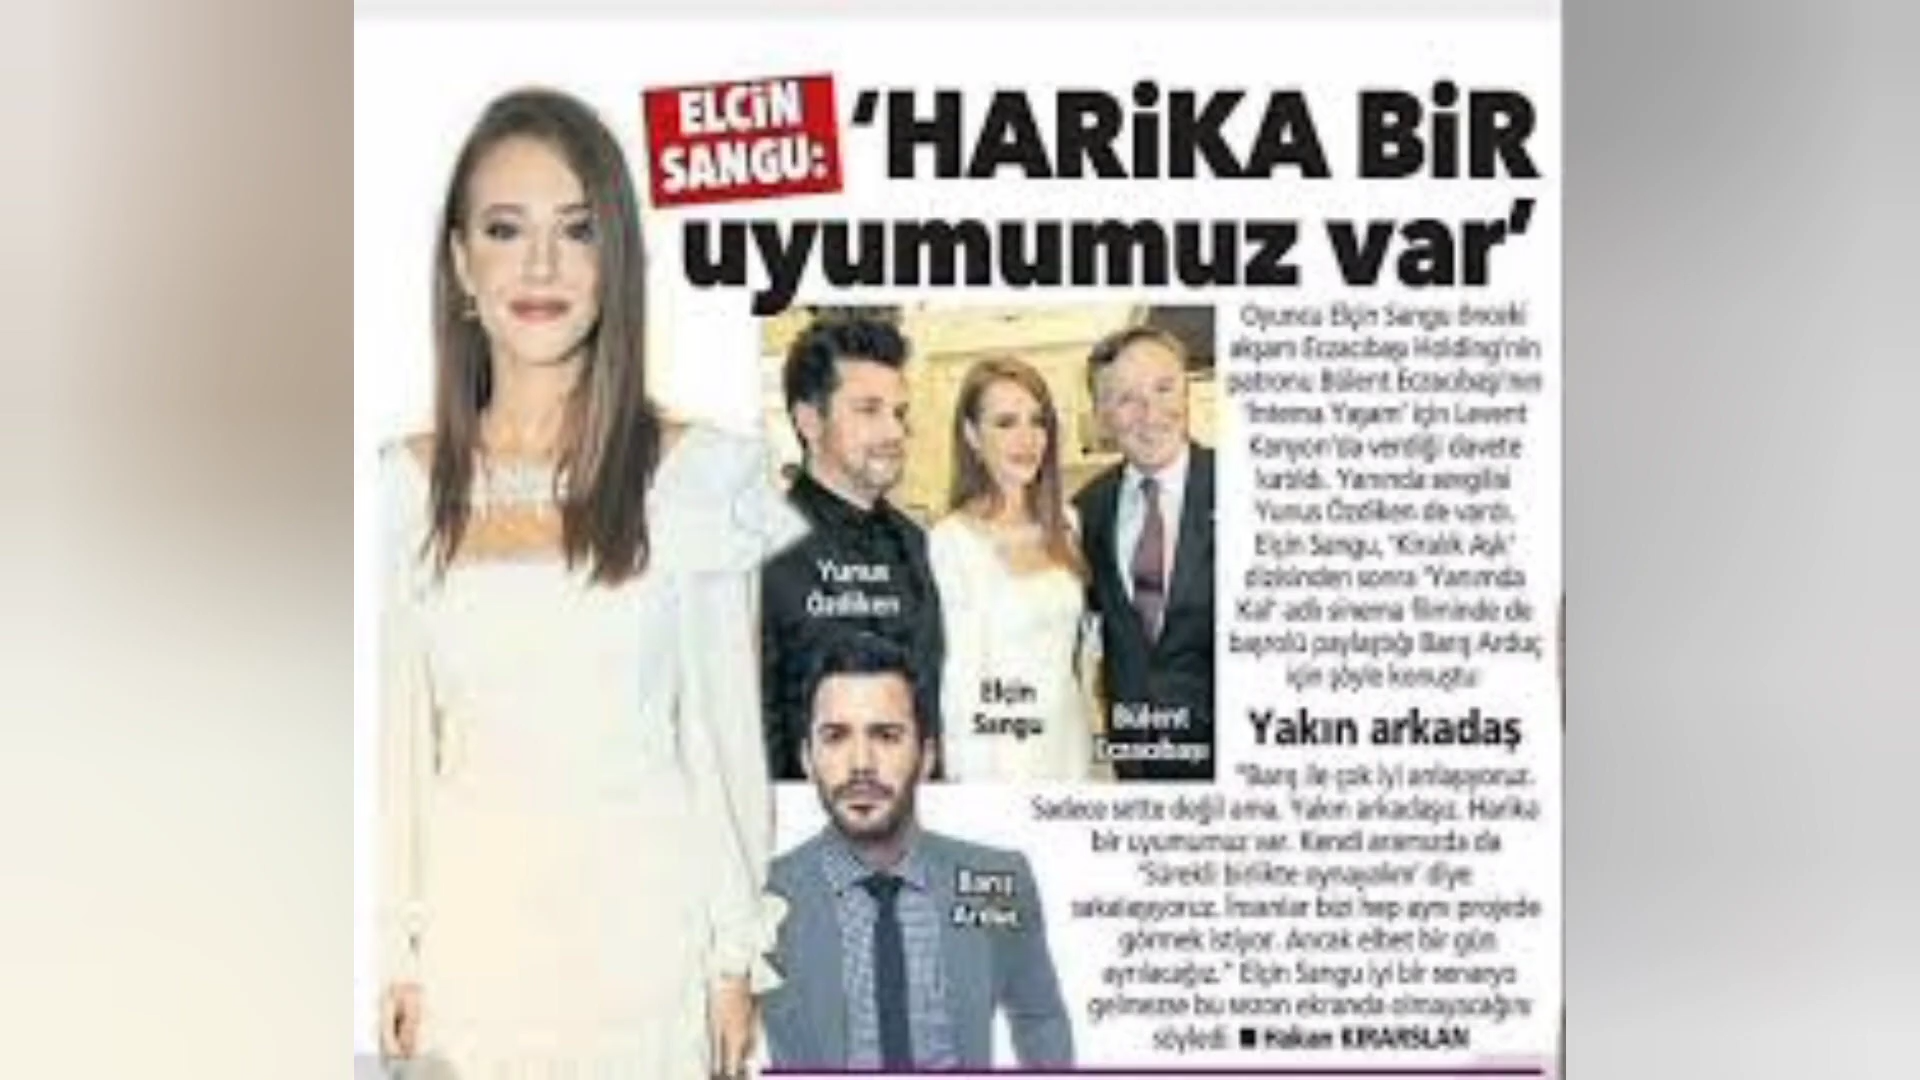 ELÇİN
SANGU:
‘HARİKA BİR
uyumumuz var’
Oyuncu Elçin Sangu önceki
akşam Eczacıbaşı Holding'nin
patronu Bülent Eczacıbaşı'nın
'İntema Yaşam' için Levent
Kanyon'da verdiği davete
katıldı. Yanında sevgilisi
Yunus Özdiken de vardı.
Elçin Sangu, "Kiralık Aşk"
dizisinden sonra "Yanımda
Kal" adlı sinema filminde de
başrolü paylaştığı Barış Arduç
için şöyle konuştu:
Yakın arkadaş
"Barış ile çok iyi anlaşıyoruz.
Sadece sette değil ama. Yakın arkadaşız. Harika
bir uyumumuz var. Kendi aramızda da
'Sürekli birlikte oynayalım' diye
şakalaşıyoruz. İnsanlar bizi hep aynı projede
görmek istiyor. Ancak elbet bir gün
ayrılacağız." Elçin Sangu iyi bir senaryo
gelmezse bu sezon ekranda olmayacağını
söyledi. ■ Hakan KIRARSLAN
Yunus
Özdiken
Elçin
Sangu
Bülent
Eczacıbaşı
Barış
Arduç